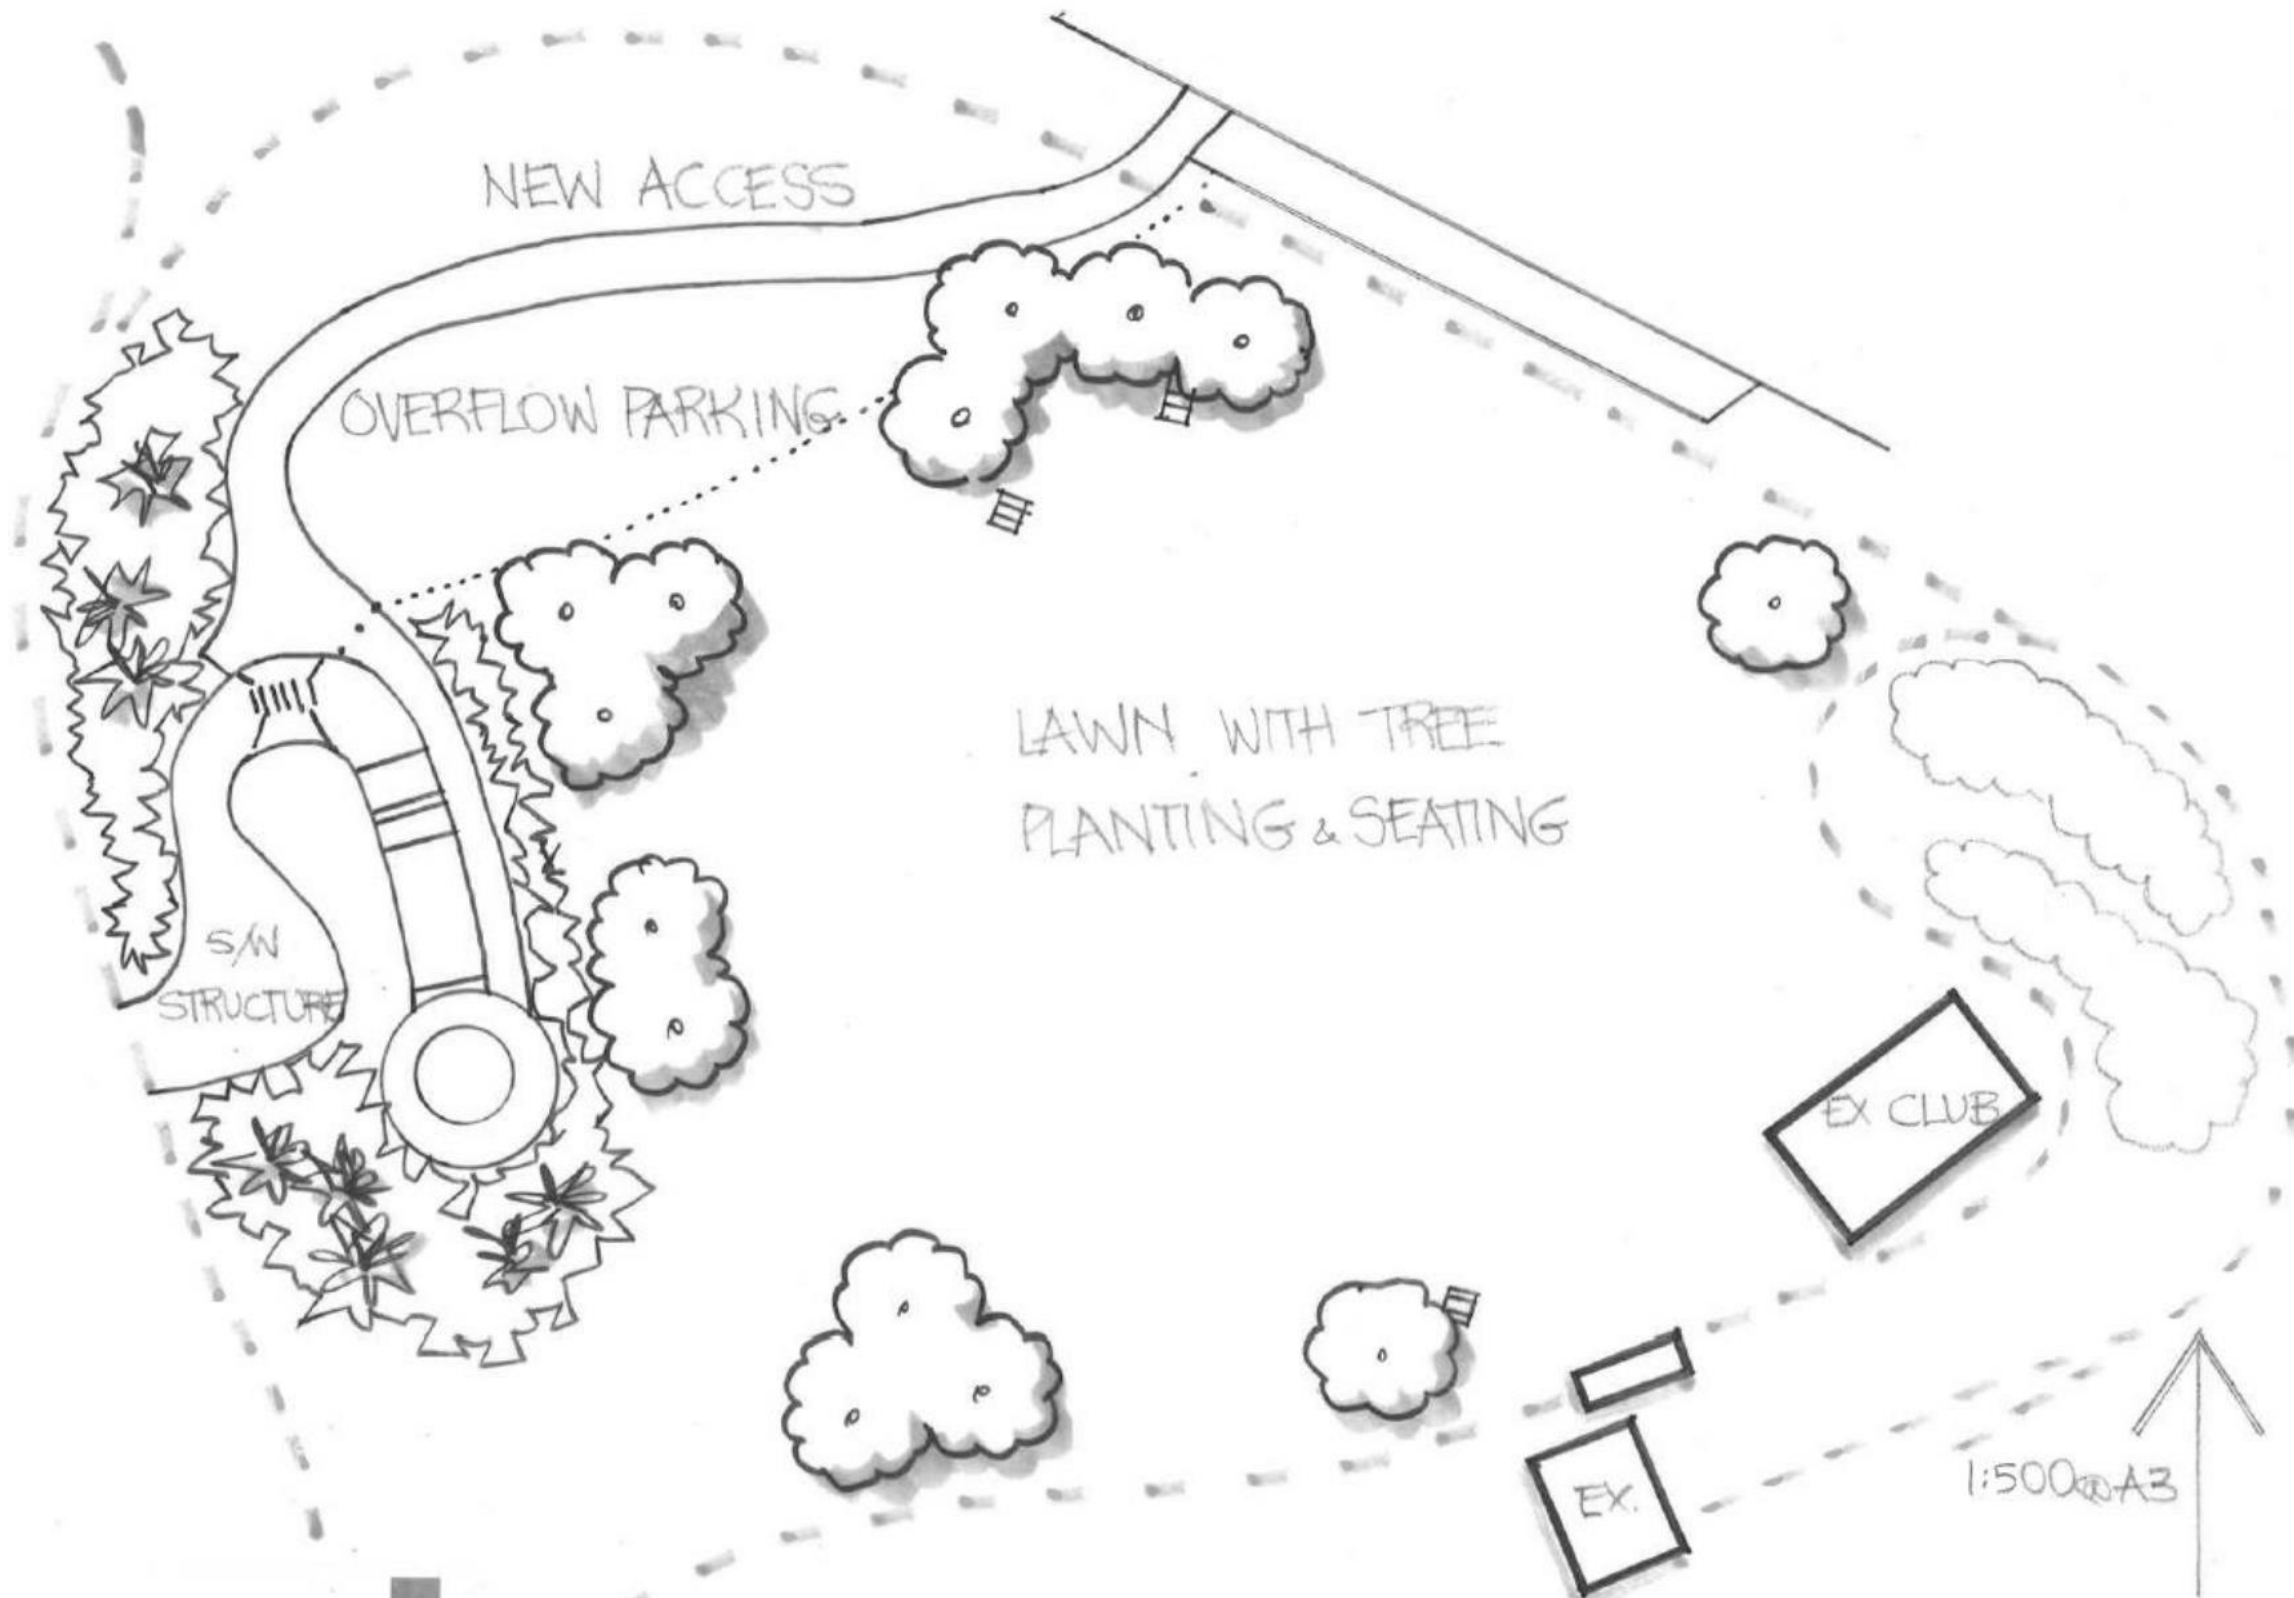 NEW ACCESS
OVERFLOW PARKING
LAWN WITH TREE
PLANTING & SEATING
S/W
STRUCTURE
EX CLUB
EX.
1:500@A3